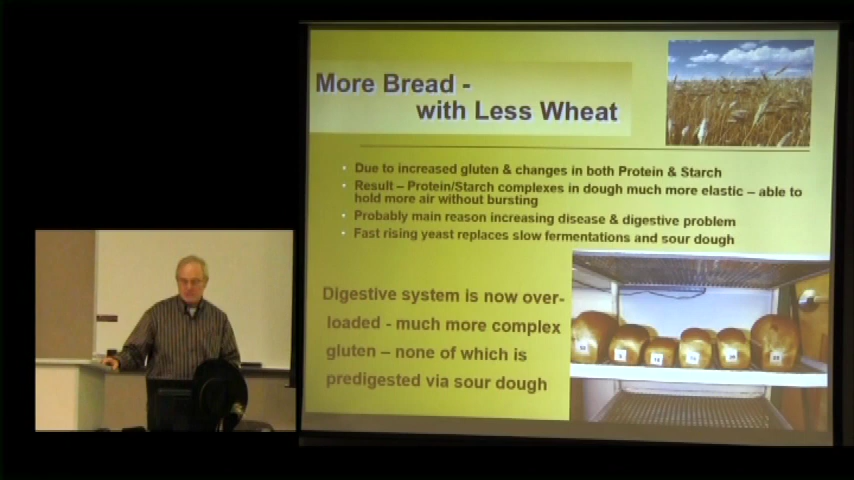 More Bread -
with Less Wheat
Due to increased gluten & changes in both Protein & Starch
Result – Protein/Starch complexes in dough much more elastic – able to
hold more air without bursting
Probably main reason increasing disease & digestive problem
Fast rising yeast replaces slow fermentations and sour dough
Digestive system is now over-
loaded - much more complex
gluten – none of which is
predigested via sour dough